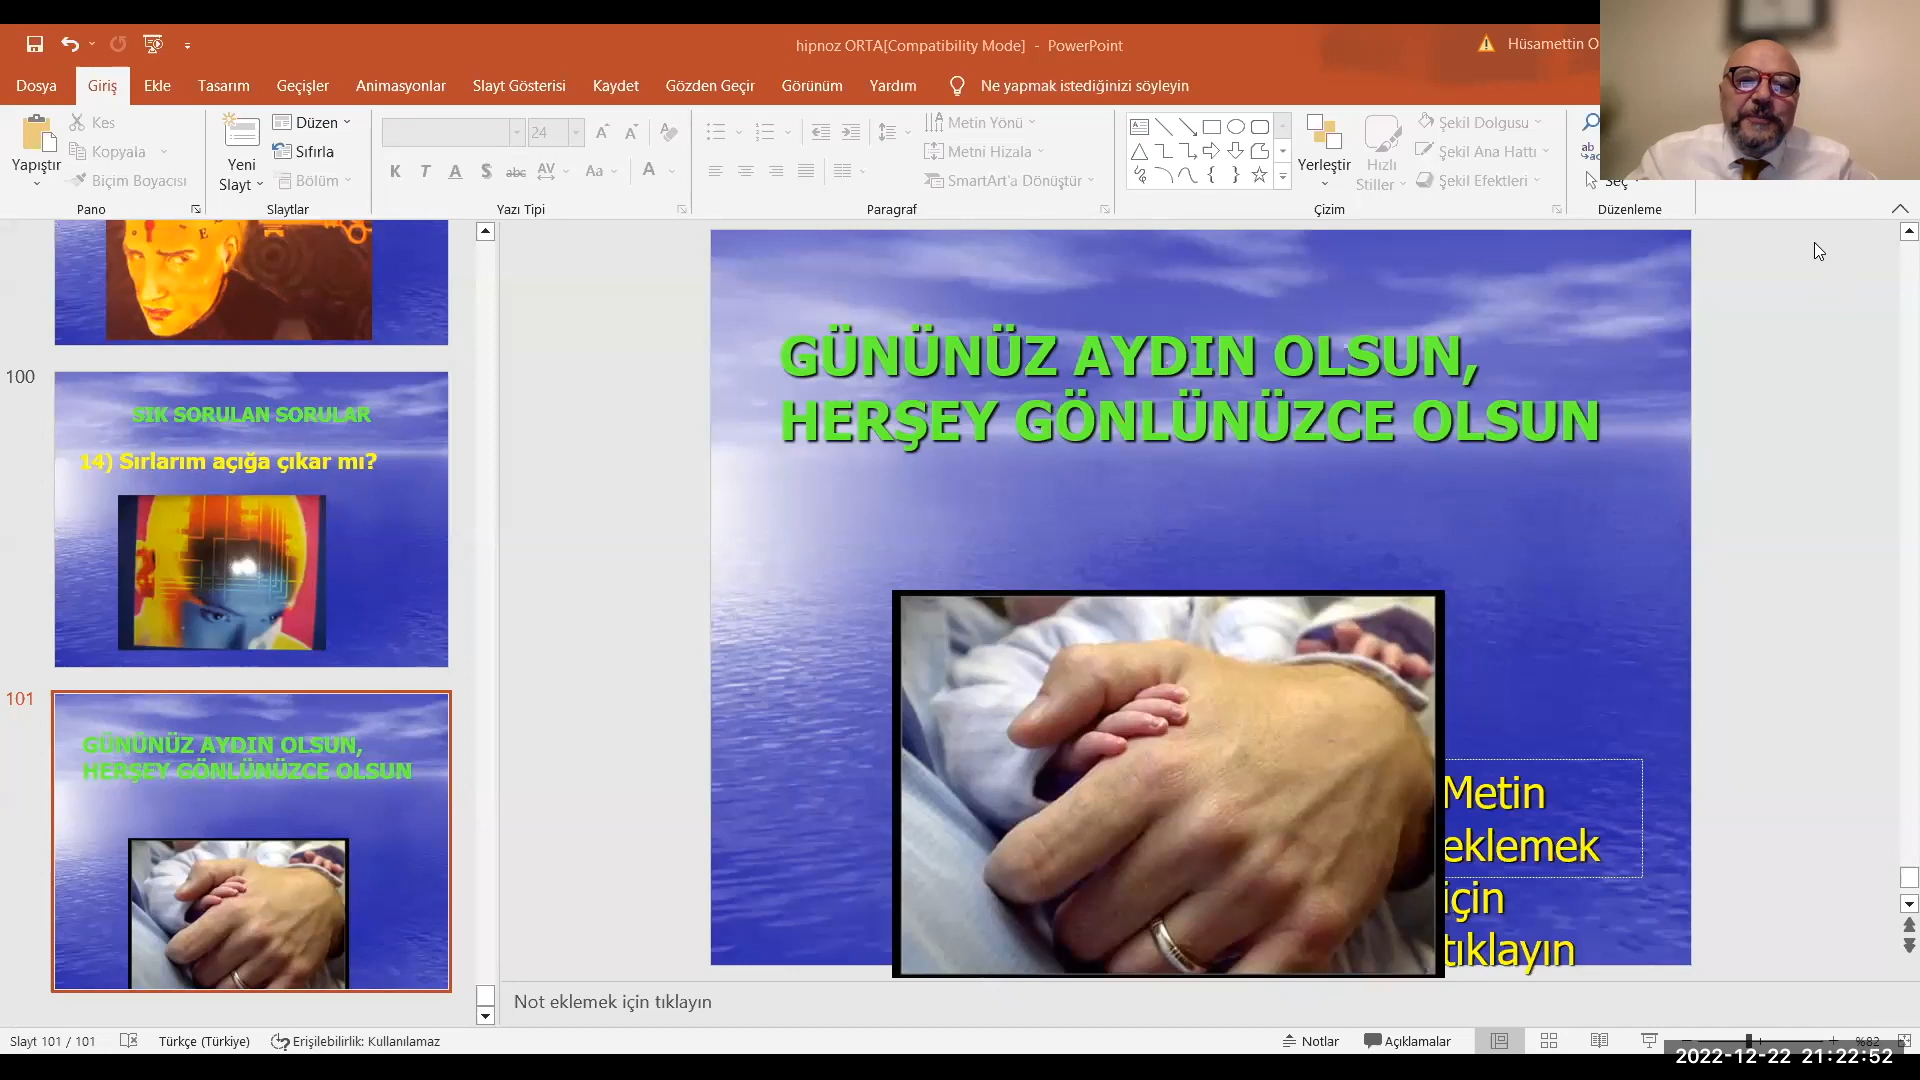 hipnoz ORTA[Compatibility Mode] - PowerPoint
Hüsamettin O
Dosya Giriş Ekle Tasarım Geçişler Animasyonlar Slayt Gösterisi Kaydet Gözden Geçir Görünüm Yardım Ne yapmak istediğinizi söyleyin
Yapıştır
Kes
Kopyala
Biçim Boyacısı
Pano
Yeni
Slayt
Düzen
Sıfırla
Bölüm
Slaytlar
24
K T A S abc AV Aa A
Yazı Tipi
Metin Yönü
Metni Hizala
SmartArt'a Dönüştür
Paragraf
Yerleştir
Hızlı
Stiller
Şekil Dolgusu
Şekil Ana Hattı
Şekil Efektleri
Çizim
Seç
Düzenleme
100
SIK SORULAN SORULAR
14) Sırlarım açığa çıkar mı?
101
GÜNÜNÜZ AYDIN OLSUN,
HERŞEY GÖNLÜNÜZCE OLSUN
GÜNÜNÜZ AYDIN OLSUN,
HERŞEY GÖNLÜNÜZCE OLSUN
Metin
eklemek
için
tıklayın
Not eklemek için tıklayın
Slayt 101 / 101
Türkçe (Türkiye)
Erişilebilirlik: Kullanılamaz
Notlar
Açıklamalar
%82
2022-12-22 21:22:52